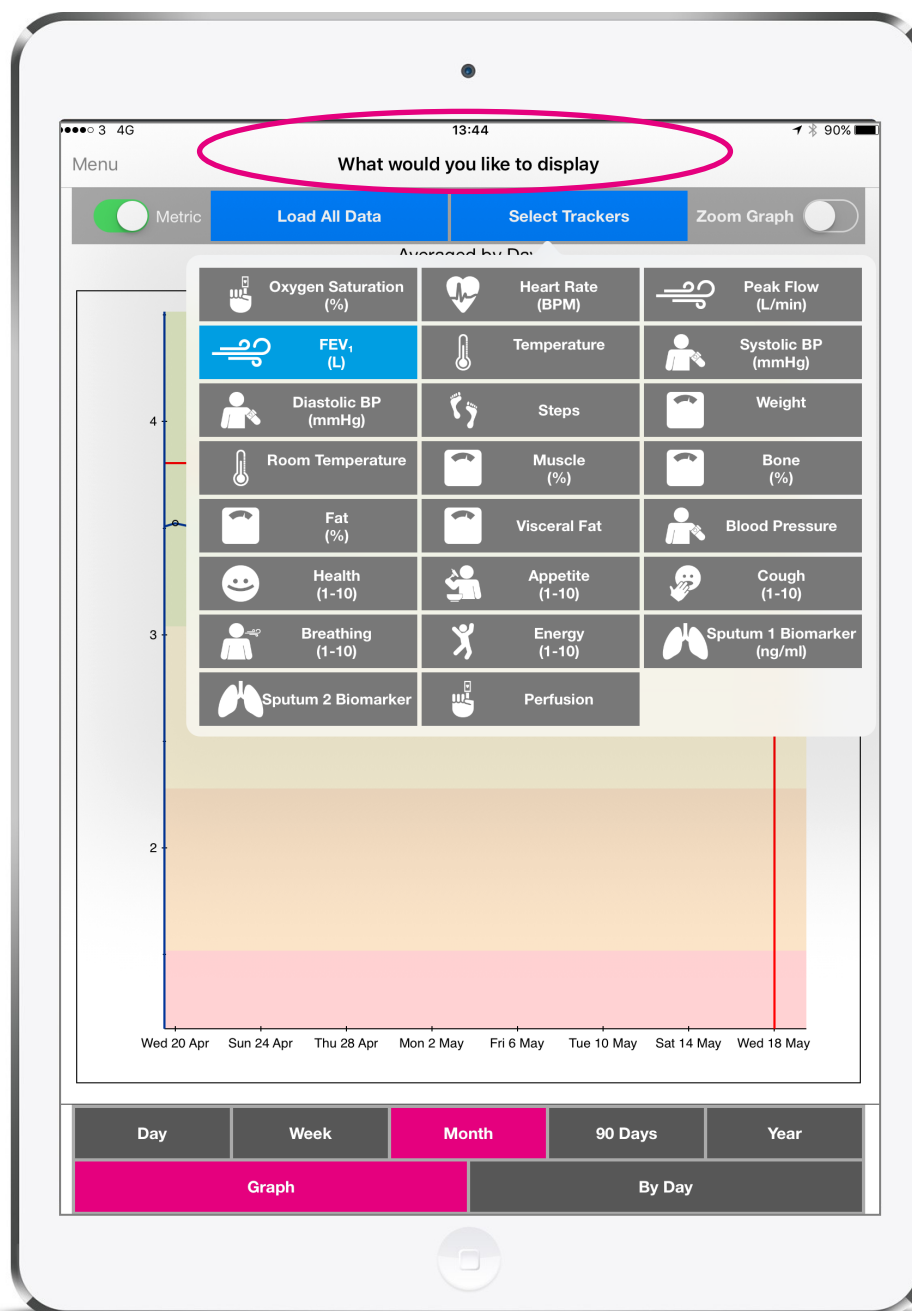 3 4G
13:44
90%
Menu
What would you like to display
Metric
Load All Data
Select Trackers
Zoom Graph
Averaged by Day
Oxygen Saturation
(%)
Heart Rate
(BPM)
Peak Flow
(L/min)
FEV₁
(L)
Temperature
Systolic BP
(mmHg)
Diastolic BP
(mmHg)
Steps
Weight
Room Temperature
Muscle
(%)
Bone
(%)
Fat
(%)
Visceral Fat
Blood Pressure
Health
(1-10)
Appetite
(1-10)
Cough
(1-10)
Breathing
(1-10)
Energy
(1-10)
Sputum 1 Biomarker
(ng/ml)
Sputum 2 Biomarker
Perfusion
4
3
2
Wed 20 Apr
Sun 24 Apr
Thu 28 Apr
Mon 2 May
Fri 6 May
Tue 10 May
Sat 14 May
Wed 18 May
Day
Week
Month
90 Days
Year
Graph
By Day